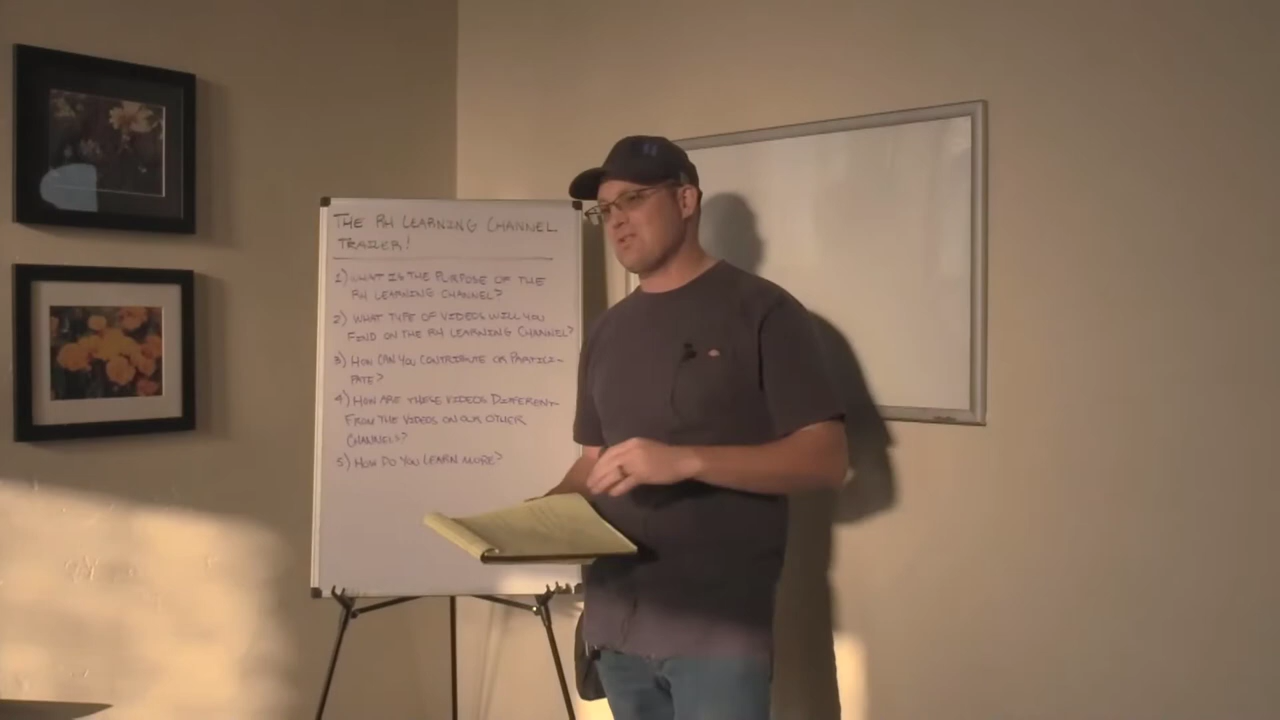 THE RH LEARNING CHANNEL
TRAILER!
1) WHAT IS THE PURPOSE OF THE
RH LEARNING CHANNEL?
2) WHAT TYPE OF VIDEOS WILL YOU
FIND ON THE RH LEARNING CHANNEL?
3) HOW CAN YOU CONTRIBUTE OR PARTICI-
PATE?
4) HOW ARE THESE VIDEOS DIFFERENT
FROM THE VIDEOS ON OUR OTHER
CHANNELS?
5) HOW DO YOU LEARN MORE?